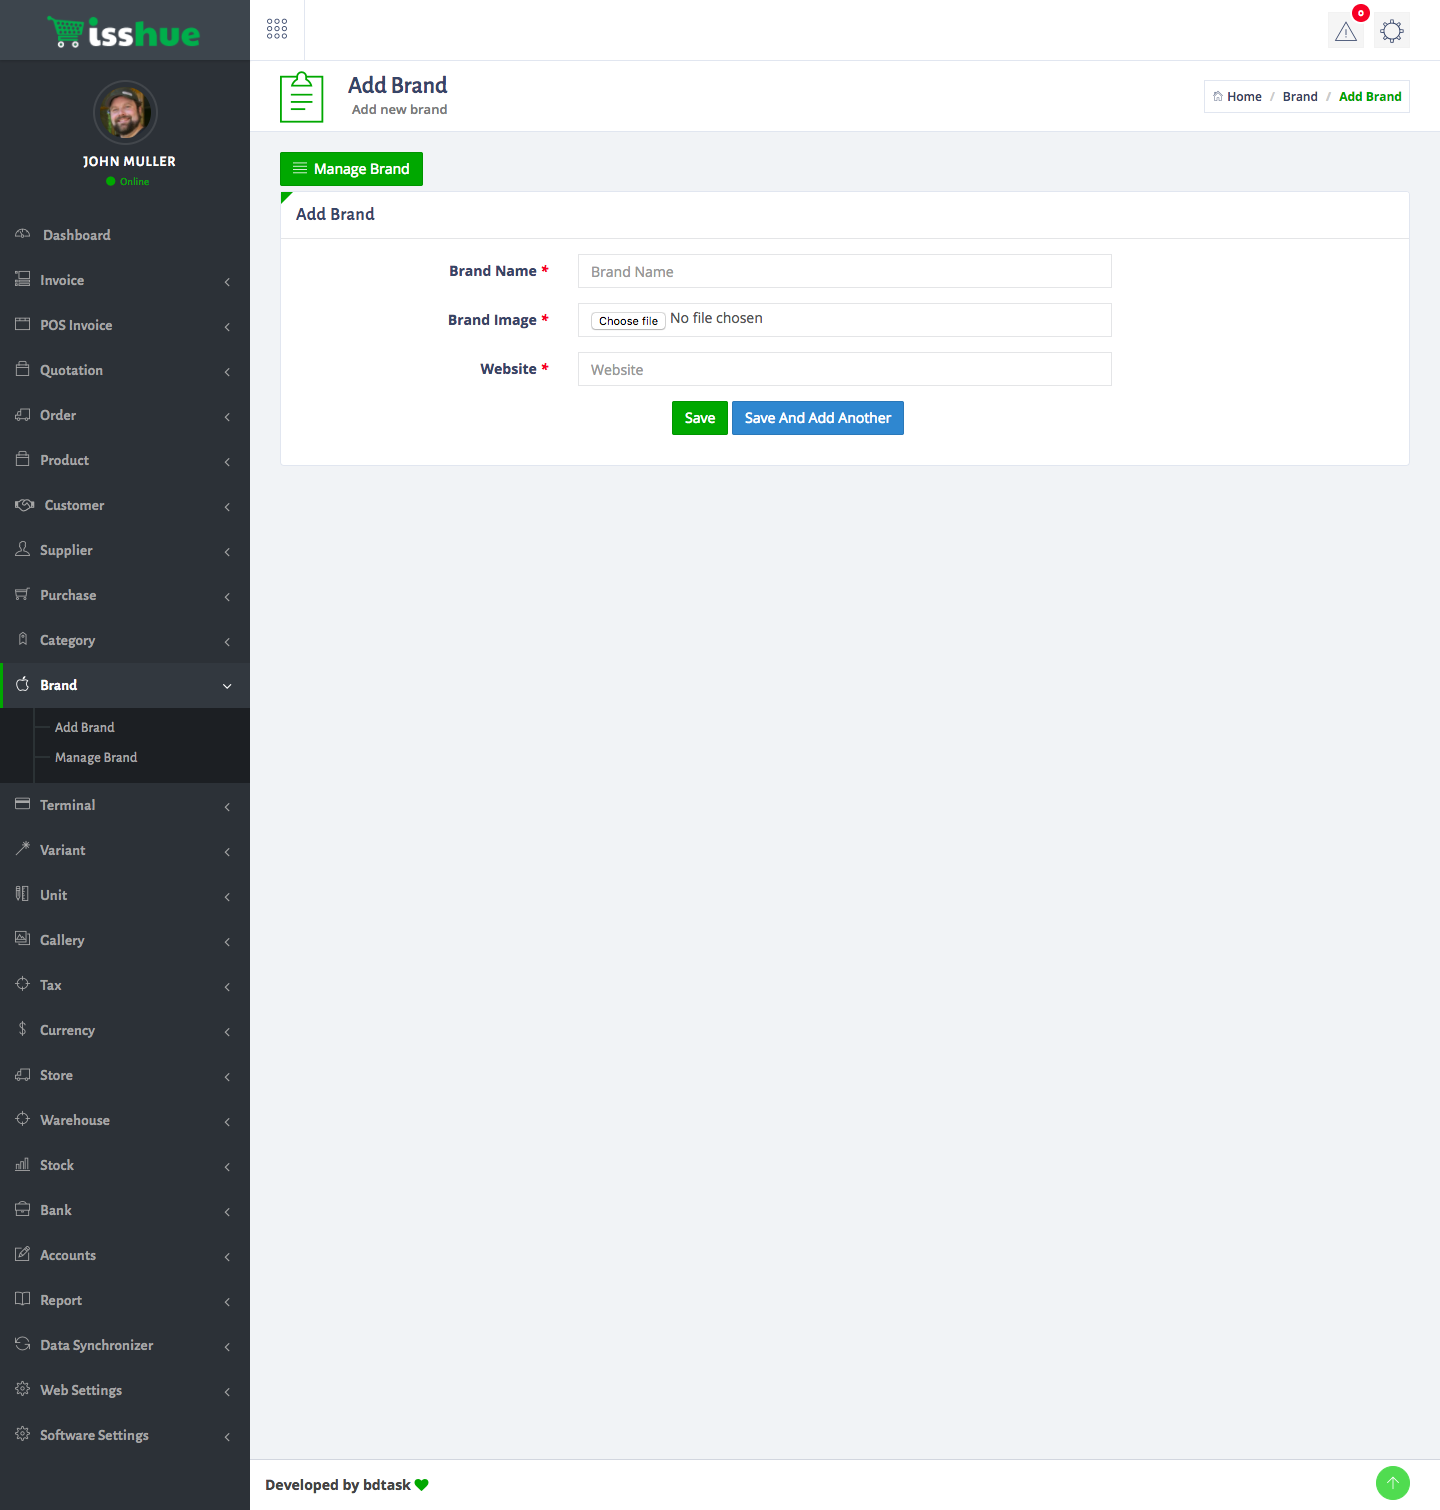 isshue
0
JOHN MULLER
Online
Dashboard
Invoice
POS Invoice
Quotation
Order
Product
Customer
Supplier
Purchase
Category
Brand
Add Brand
Manage Brand
Terminal
Variant
Unit
Gallery
Tax
Currency
Store
Warehouse
Stock
Bank
Accounts
Report
Data Synchronizer
Web Settings
Software Settings
Add Brand
Add new brand
Home / Brand / Add Brand
Manage Brand
Add Brand
Brand Name * Brand Name
Brand Image * Choose file No file chosen
Website * Website
Save Save And Add Another
Developed by bdtask